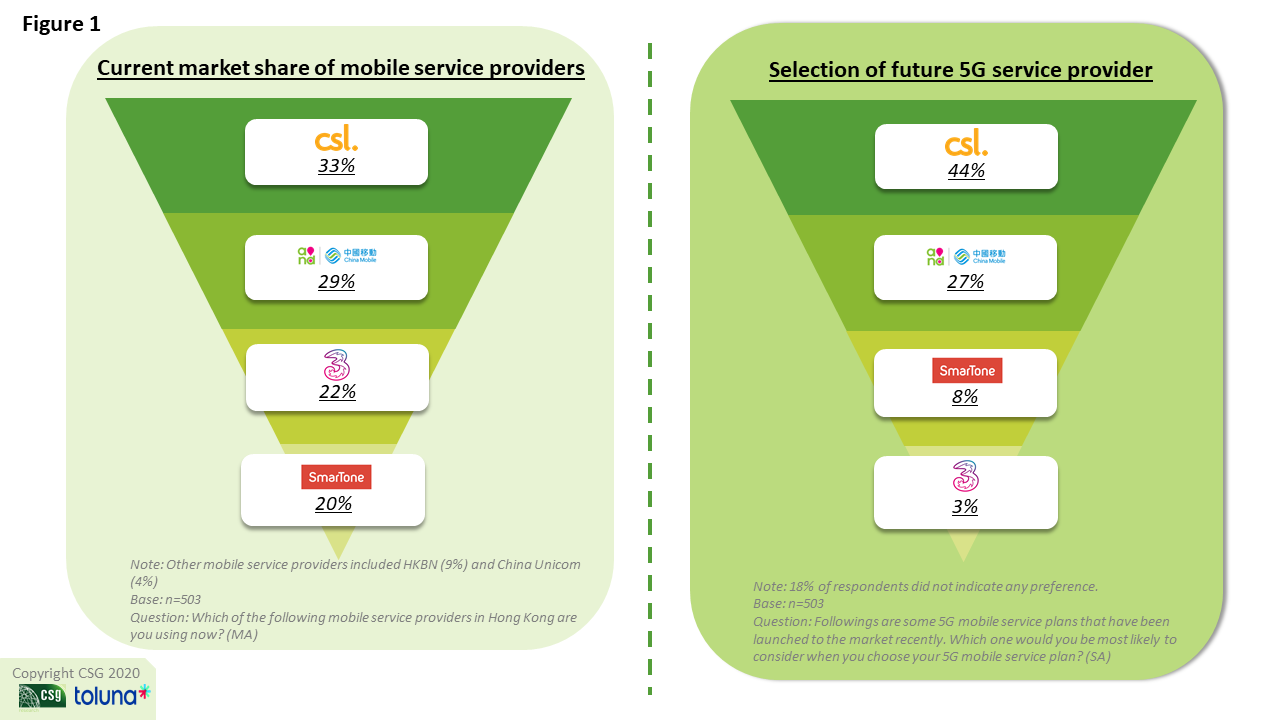 Figure 1
Current market share of mobile service providers
csl.
33%
and 中國移動
China Mobile
29%
3
22%
SmarTone
20%
Note: Other mobile service providers included HKBN (9%) and China Unicom
(4%)
Base: n=503
Question: Which of the following mobile service providers in Hong Kong are
you using now? (MA)
Selection of future 5G service provider
csl.
44%
and 中國移動
China Mobile
27%
SmarTone
8%
3
3%
Note: 18% of respondents did not indicate any preference.
Base: n=503
Question: Followings are some 5G mobile service plans that have been
launched to the market recently. Which one would you be most likely to
consider when you choose your 5G mobile service plan? (SA)
Copyright CSG 2020
csg toluna